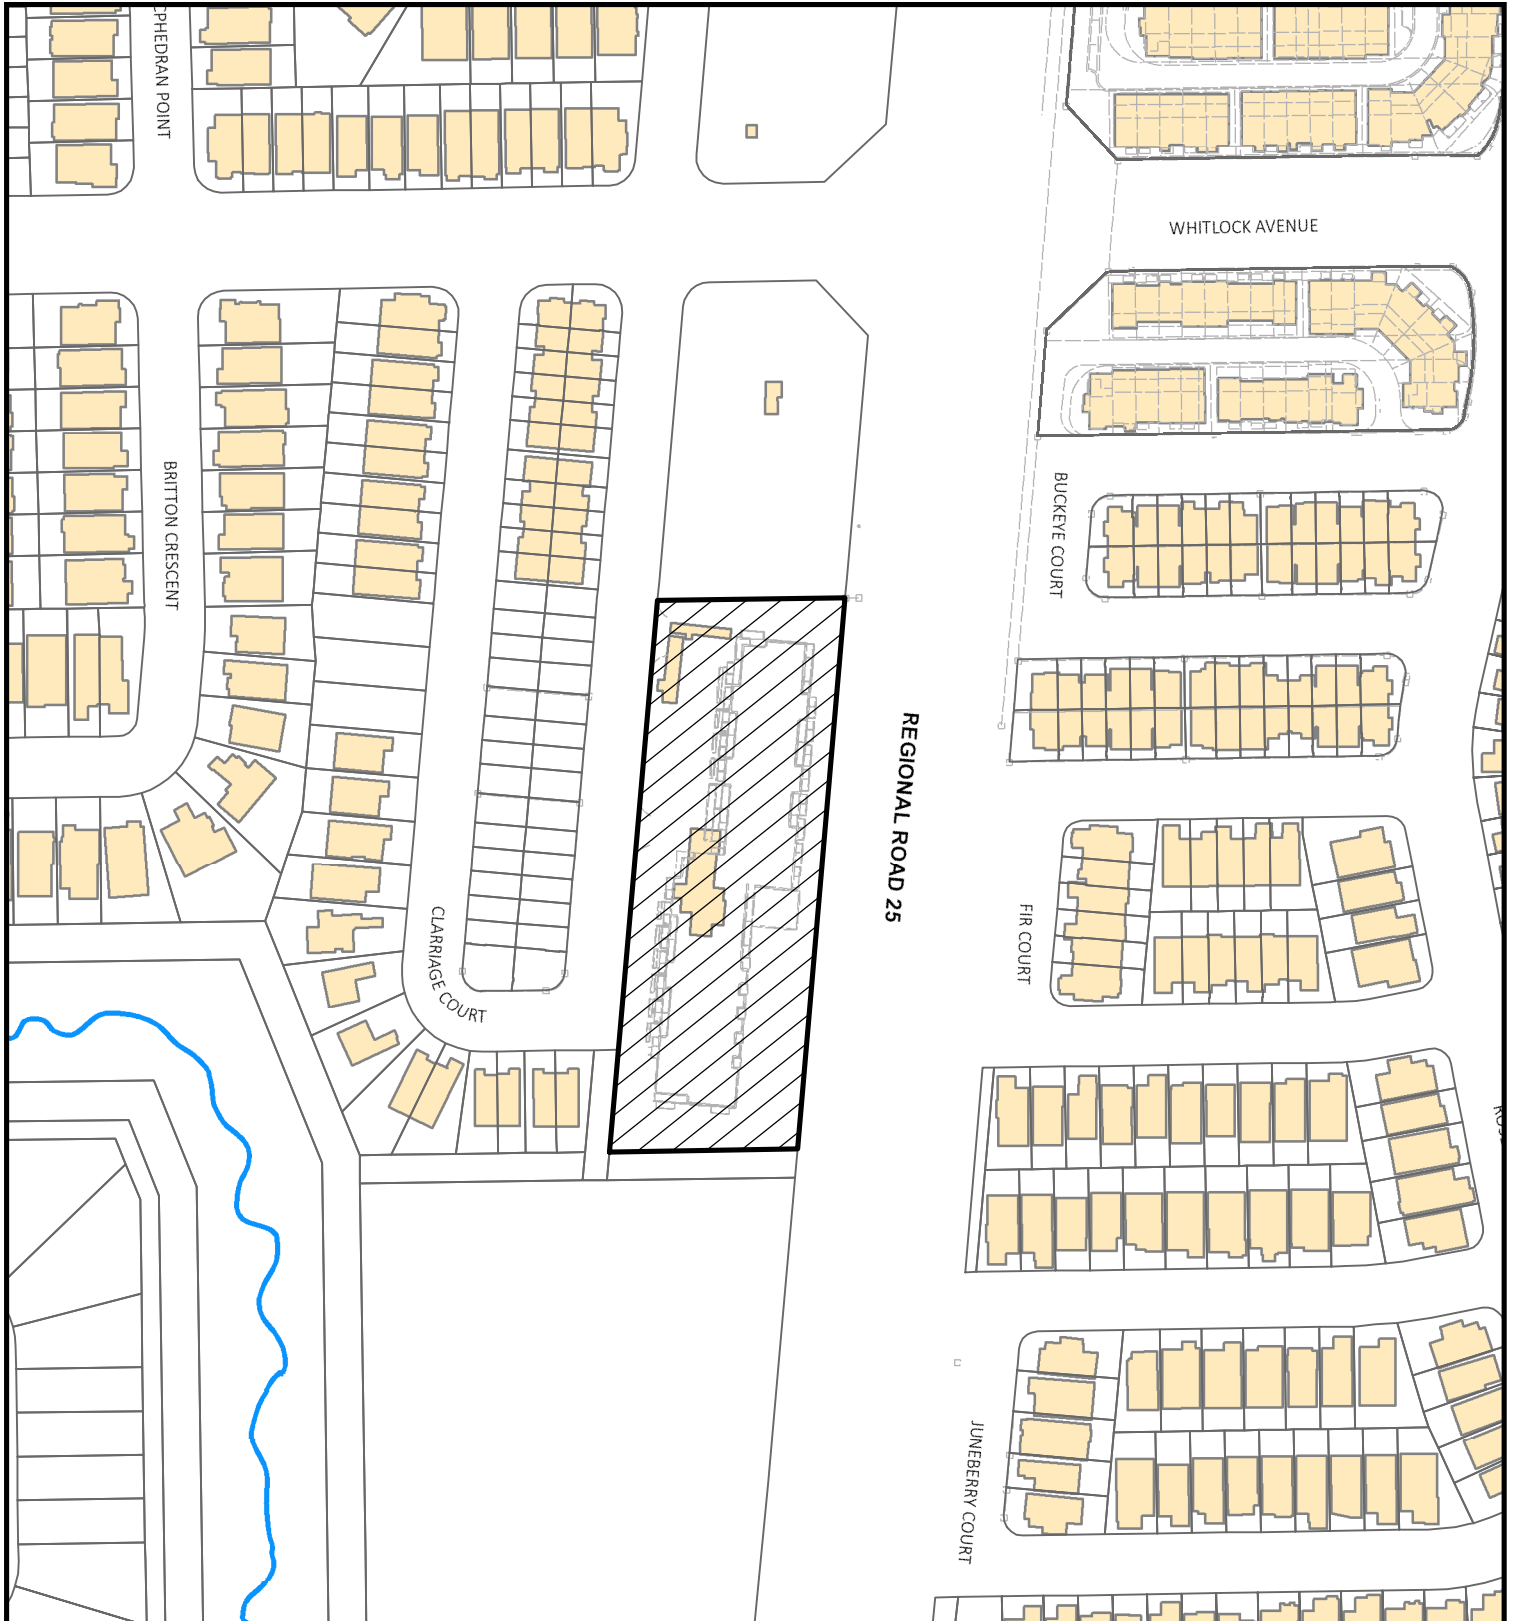 CPHEDRAN POINT
WHITLOCK AVENUE
BRITTON CRESCENT
BUCKEYE COURT
REGIONAL ROAD 25
CLARRIAGE COURT
FIR COURT
JUNEBERRY COURT